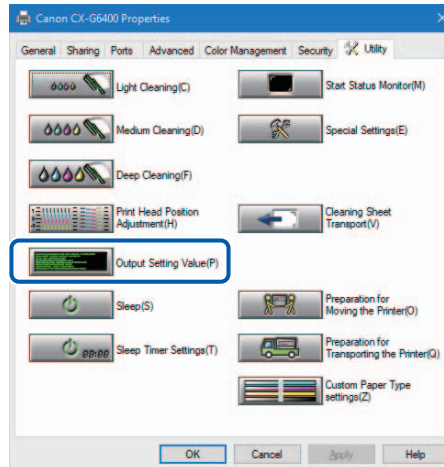 Canon CX-G6400 Properties
General Sharing Ports Advanced Color Management Security Utility
Light Cleaning(C)
Start Status Monitor(M)
Medium Cleaning(D)
Special Settings(E)
Deep Cleaning(F)
Print Head Position
Adjustment(H)
Cleaning Sheet
Transport(V)
Output Setting Value(P)
Sleep(S)
Preparation for
Moving the Printer(O)
Sleep Timer Settings(T)
Preparation for
Transporting the Printer(Q)
Custom Paper Type
settings(Z)
OK Cancel Apply Help